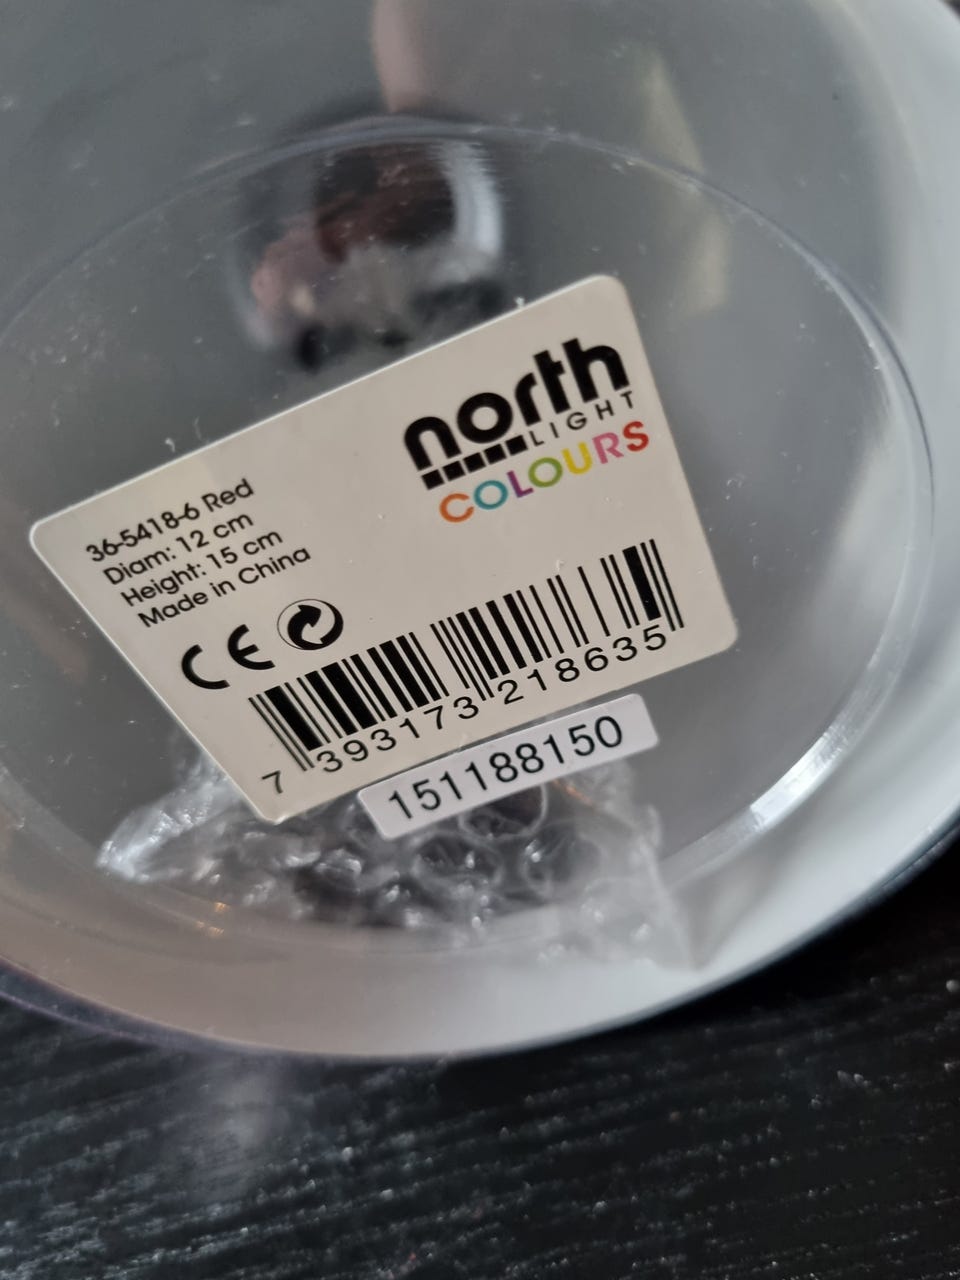 north
LIGHT
COLOURS
36-5418-6 Red
Diam: 12 cm
Height: 15 cm
Made in China
CE
7 393173 218635
151188150